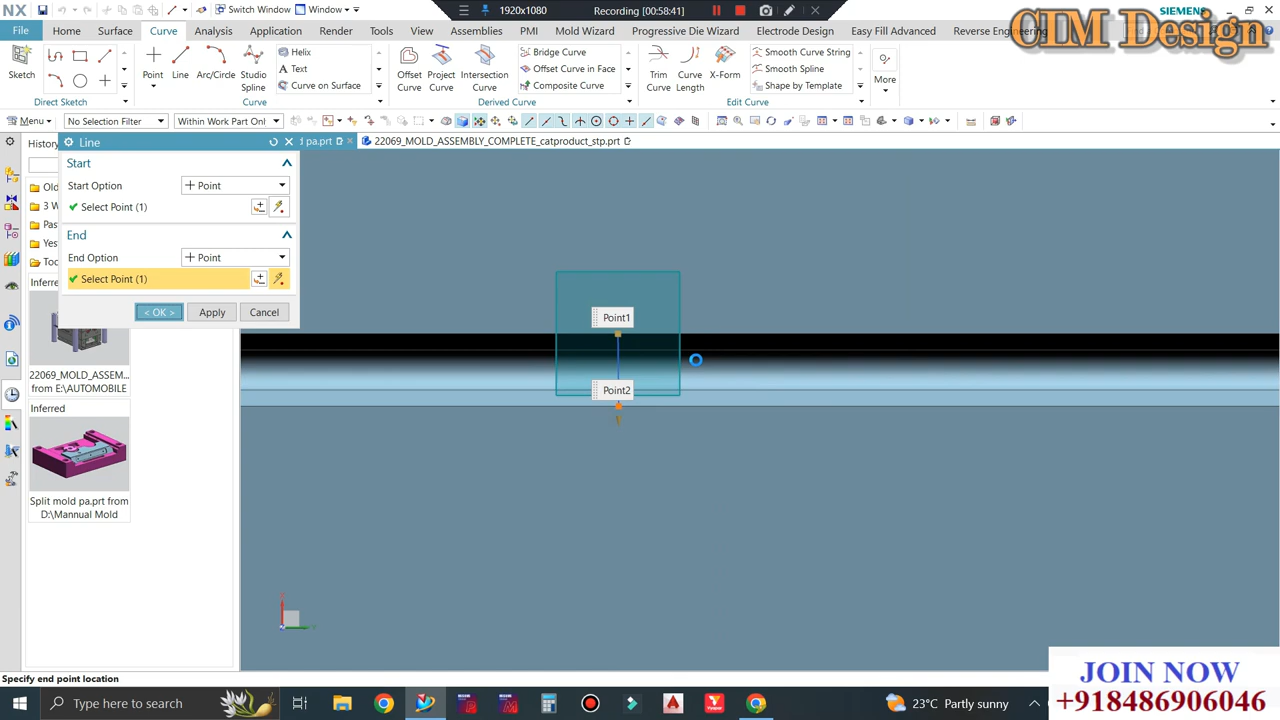 NX Switch Window Window 1920x1080 Recording [00:58:41] SIEMENS
CIM Design
File Home Surface Curve Analysis Application Render Tools View Assemblies PMI Mold Wizard Progressive Die Wizard Electrode Design Easy Fill Advanced Reverse Engineering
Sketch
Direct Sketch
Point Line Arc/Circle Studio Spline
Helix
Text
Curve on Surface
Curve
Offset Curve Project Curve Intersection Curve
Bridge Curve
Offset Curve in Face
Composite Curve
Derived Curve
Trim Curve Curve Length X-Form
Smooth Curve String
Smooth Spline
Shape by Template
Edit Curve
More
Menu No Selection Filter Within Work Part Onl
Line
Start
Start Option Point
Select Point (1)
End
End Option Point
Select Point (1)
< OK > Apply Cancel
d pa.prt 22069_MOLD_ASSEMBLY_COMPLETE_catproduct_stp.prt
History
Old
3 W
Pas
Yes
Toc
Inferred
22069_MOLD_ASSEM...
from E:\AUTOMOBILE
Inferred
Split mold pa.prt from
D:\Mannual Mold
Point1
Point2
Specify end point location
JOIN NOW
+918486906046
Type here to search
23°C Partly sunny